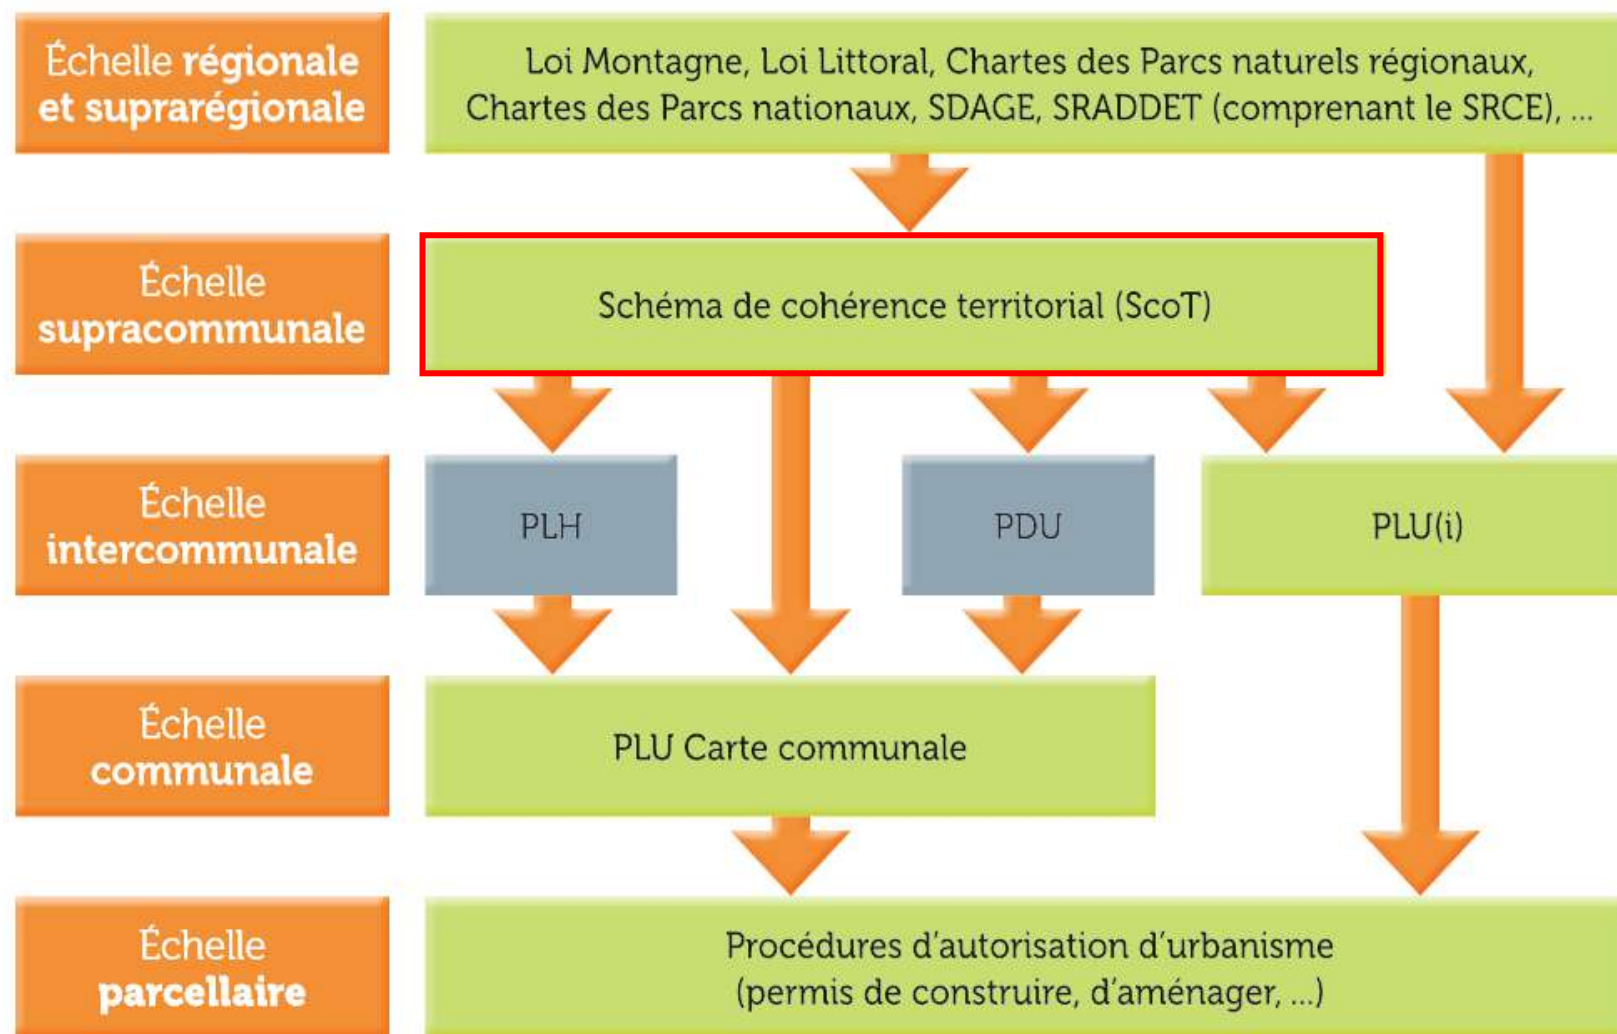 Échelle régionale
et suprarégionale
Loi Montagne, Loi Littoral, Chartes des Parcs naturels régionaux,
Chartes des Parcs nationaux, SDAGE, SRADDET (comprenant le SRCE), ...
Échelle
supracommunale
Schéma de cohérence territorial (ScoT)
Échelle
intercommunale
PLH
PDU
PLU(i)
Échelle
communale
PLU Carte communale
Échelle
parcellaire
Procédures d'autorisation d'urbanisme
(permis de construire, d'aménager, ...)